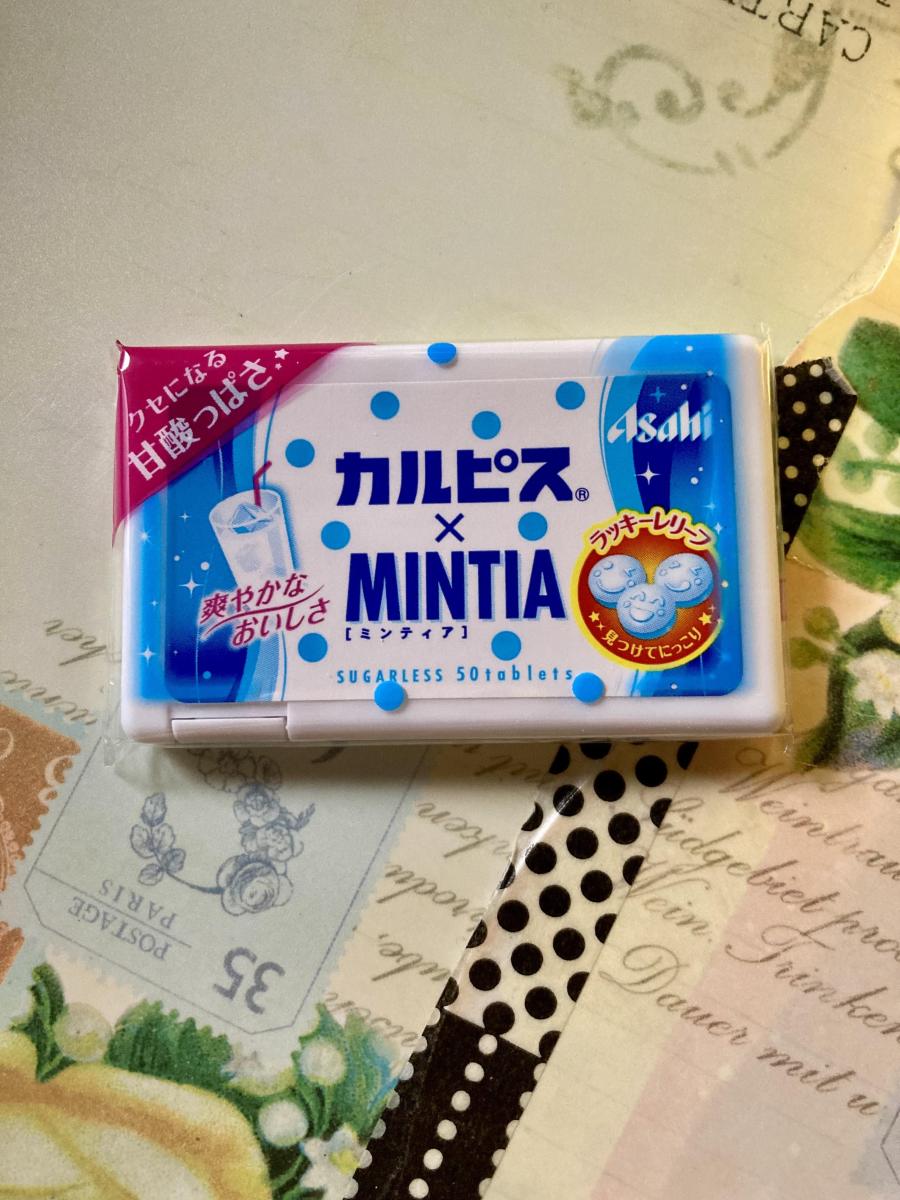 クセになる
甘酸っぱさ
Asahi
カルピス®
×
MINTIA
[ミンティア]
SUGARLESS 50tablets
爽やかな
おいしさ
ラッキーレリーフ
見つけてにっこり
POSTAGE
PARIS
35
Weintrau
südgebiet pro
Wein.
Trinken
Dauer mit u